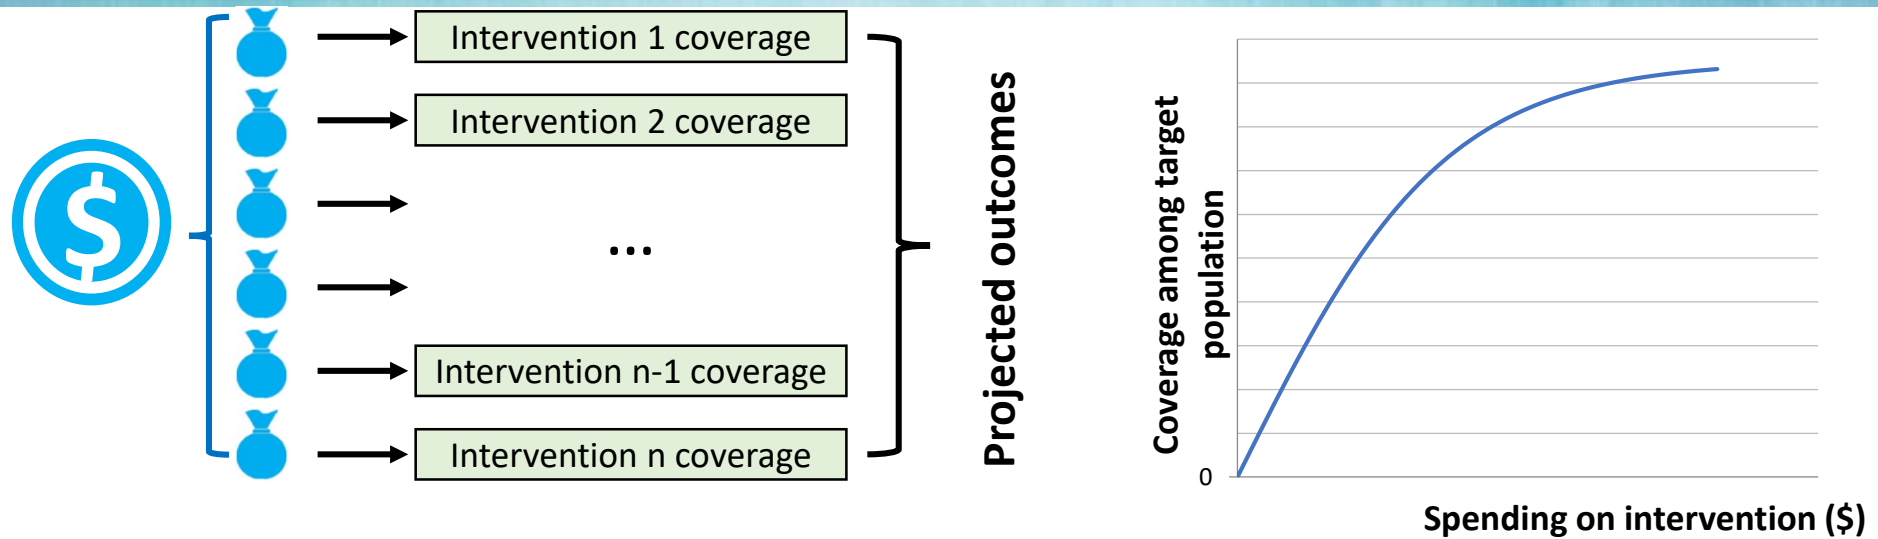 $
Intervention 1 coverage
Intervention 2 coverage
...
Intervention n-1 coverage
Intervention n coverage
Projected outcomes
Coverage among target
population
0
Spending on intervention ($)